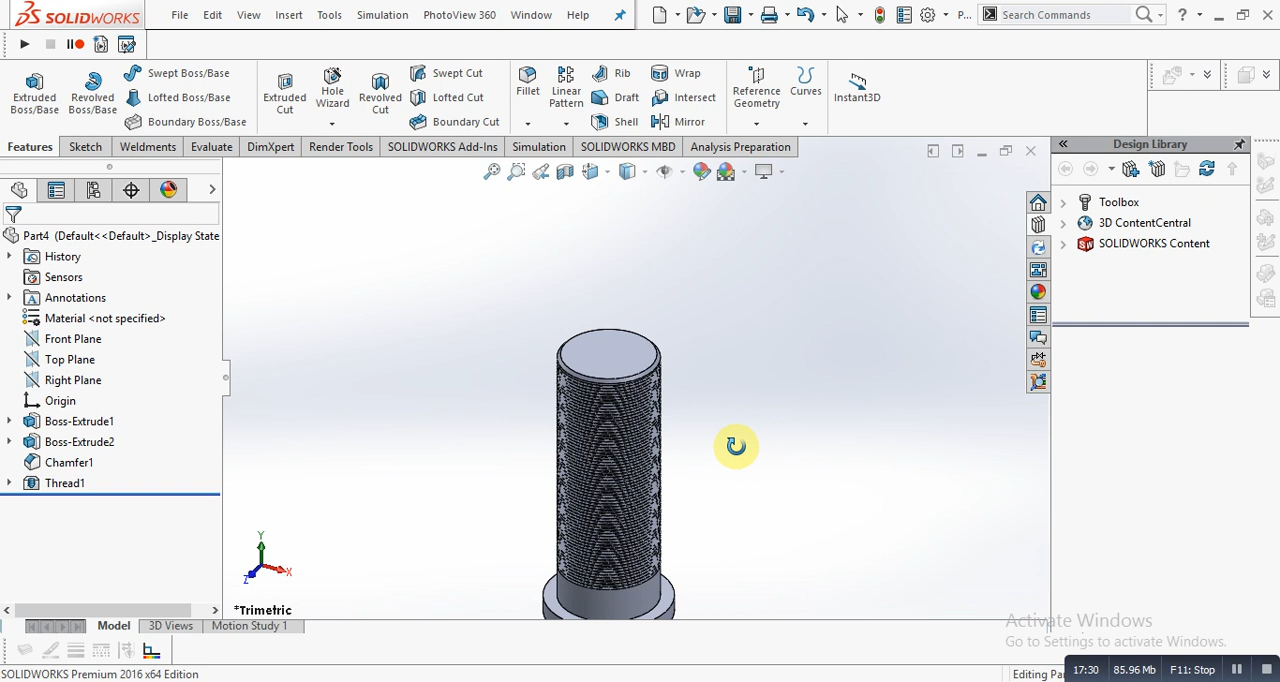 SOLIDWORKS File Edit View Insert Tools Simulation PhotoView 360 Window Help P... Search Commands ?
Swept Boss/Base Swept Cut Rib Wrap
Extruded Boss/Base Revolved Boss/Base Lofted Boss/Base Extruded Cut Hole Wizard Revolved Cut Lofted Cut Fillet Linear Pattern Draft Intersect Reference Geometry Curves Instant3D
Boundary Boss/Base Boundary Cut Shell Mirror
Features Sketch Weldments Evaluate DimXpert Render Tools SOLIDWORKS Add-Ins Simulation SOLIDWORKS MBD Analysis Preparation
Design Library
Toolbox
3D ContentCentral
SOLIDWORKS Content
Part4 (Default<<Default>_Display State
History
Sensors
Annotations
Material <not specified>
Front Plane
Top Plane
Right Plane
Origin
Boss-Extrude1
Boss-Extrude2
Chamfer1
Thread1
Y
X
Z
*Trimetric
Model 3D Views Motion Study 1
Activate Windows
Go to Settings to activate Windows.
SOLIDWORKS Premium 2016 x64 Edition
Editing Pa
17:30 85.96 Mb F11: Stop